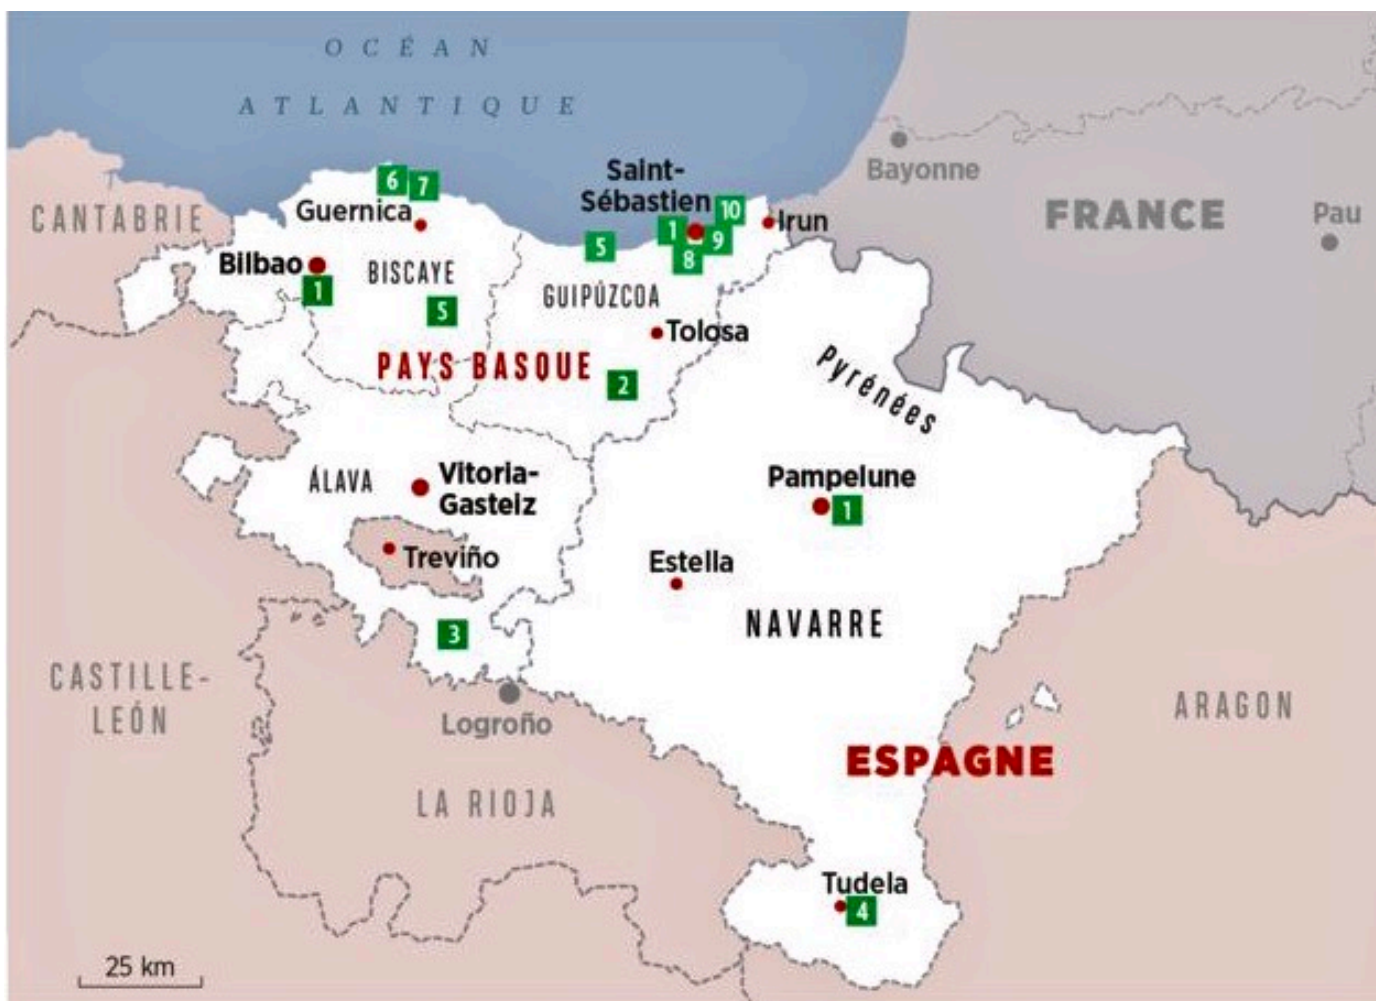 OCÉAN
ATLANTIQUE
Saint-
Sébastien
Bayonne
6
7
10
CANTABRIE
Guernica
1
9
Irun
FRANCE
Pau
5
8
Bilbao
BISCAYE
1
GUIPÚZCOA
5
Tolosa
PAYS BASQUE
2
Pyrénées
ÁLAVA
Vitoria-
Gasteiz
Pampelune
1
Treviño
Estella
3
NAVARRE
CASTILLE-
LEÓN
Logroño
ARAGON
ESPAGNE
LA RIOJA
Tudela
4
25 km